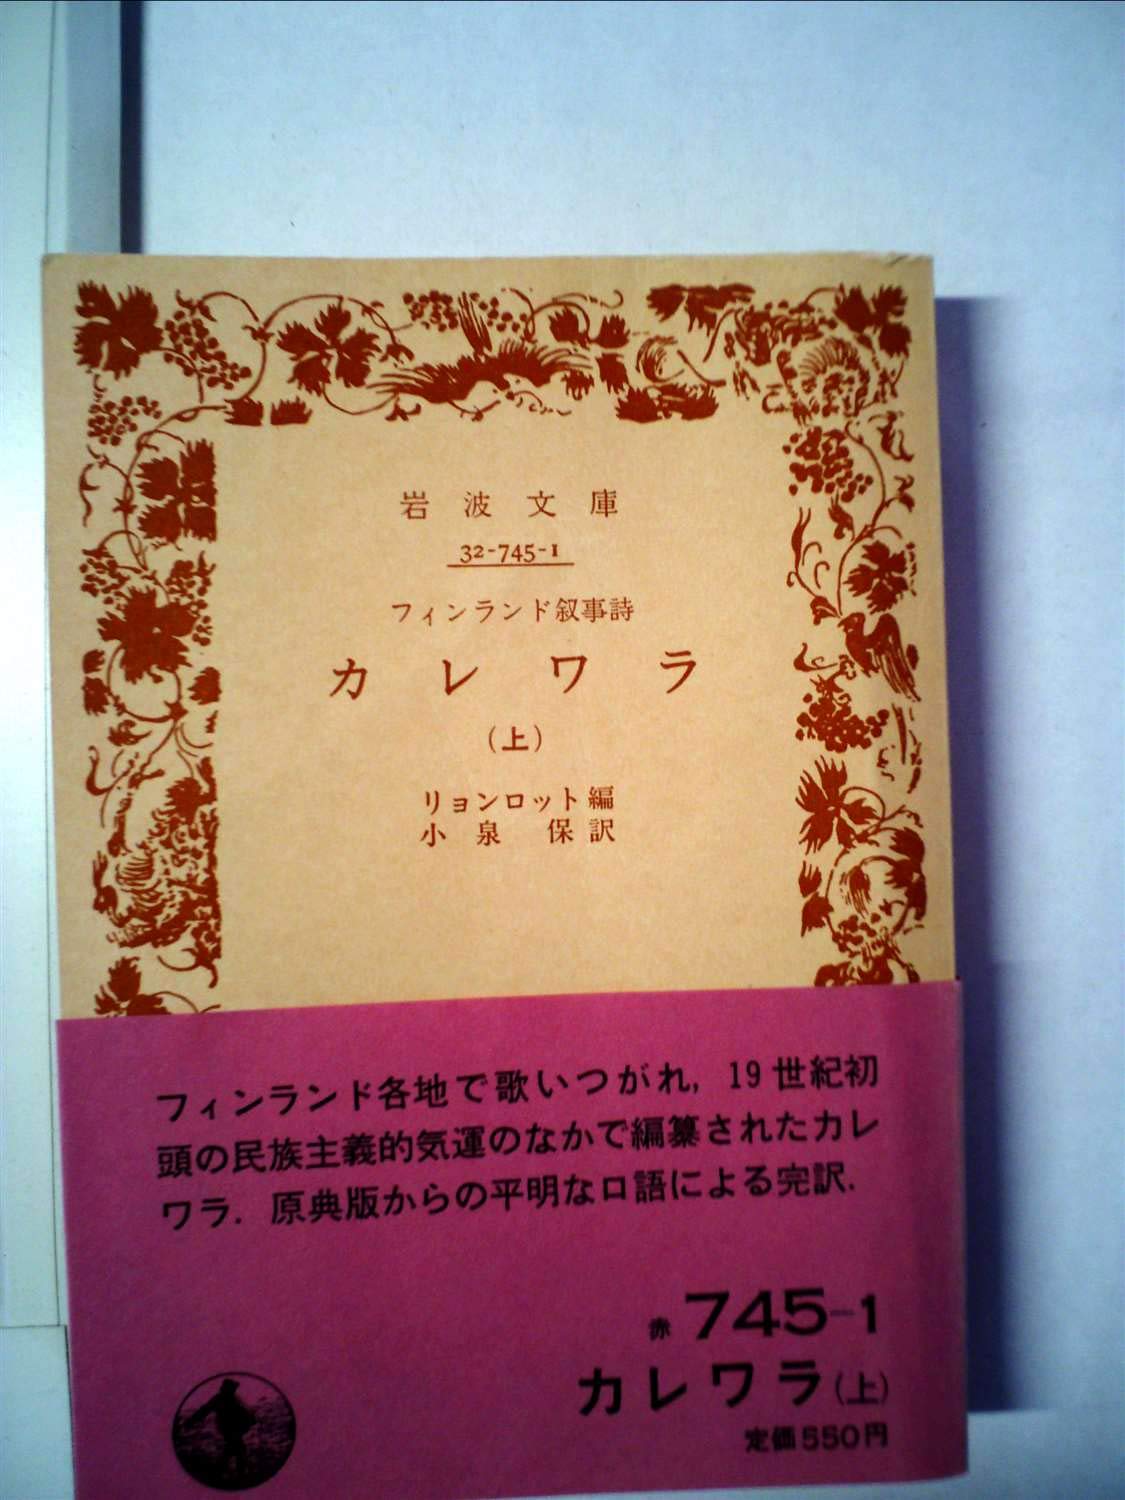 岩波文庫
32-745-1
フィンランド叙事詩
カレワラ
(上)
リョンロット編
小泉 保訳
フィンランド各地で歌いつがれ，19世紀初
頭の民族主義的気運のなかで編纂されたカレ
ワラ．原典版からの平明な口語による完訳．
赤 745-1
カレワラ(上)
定価550円